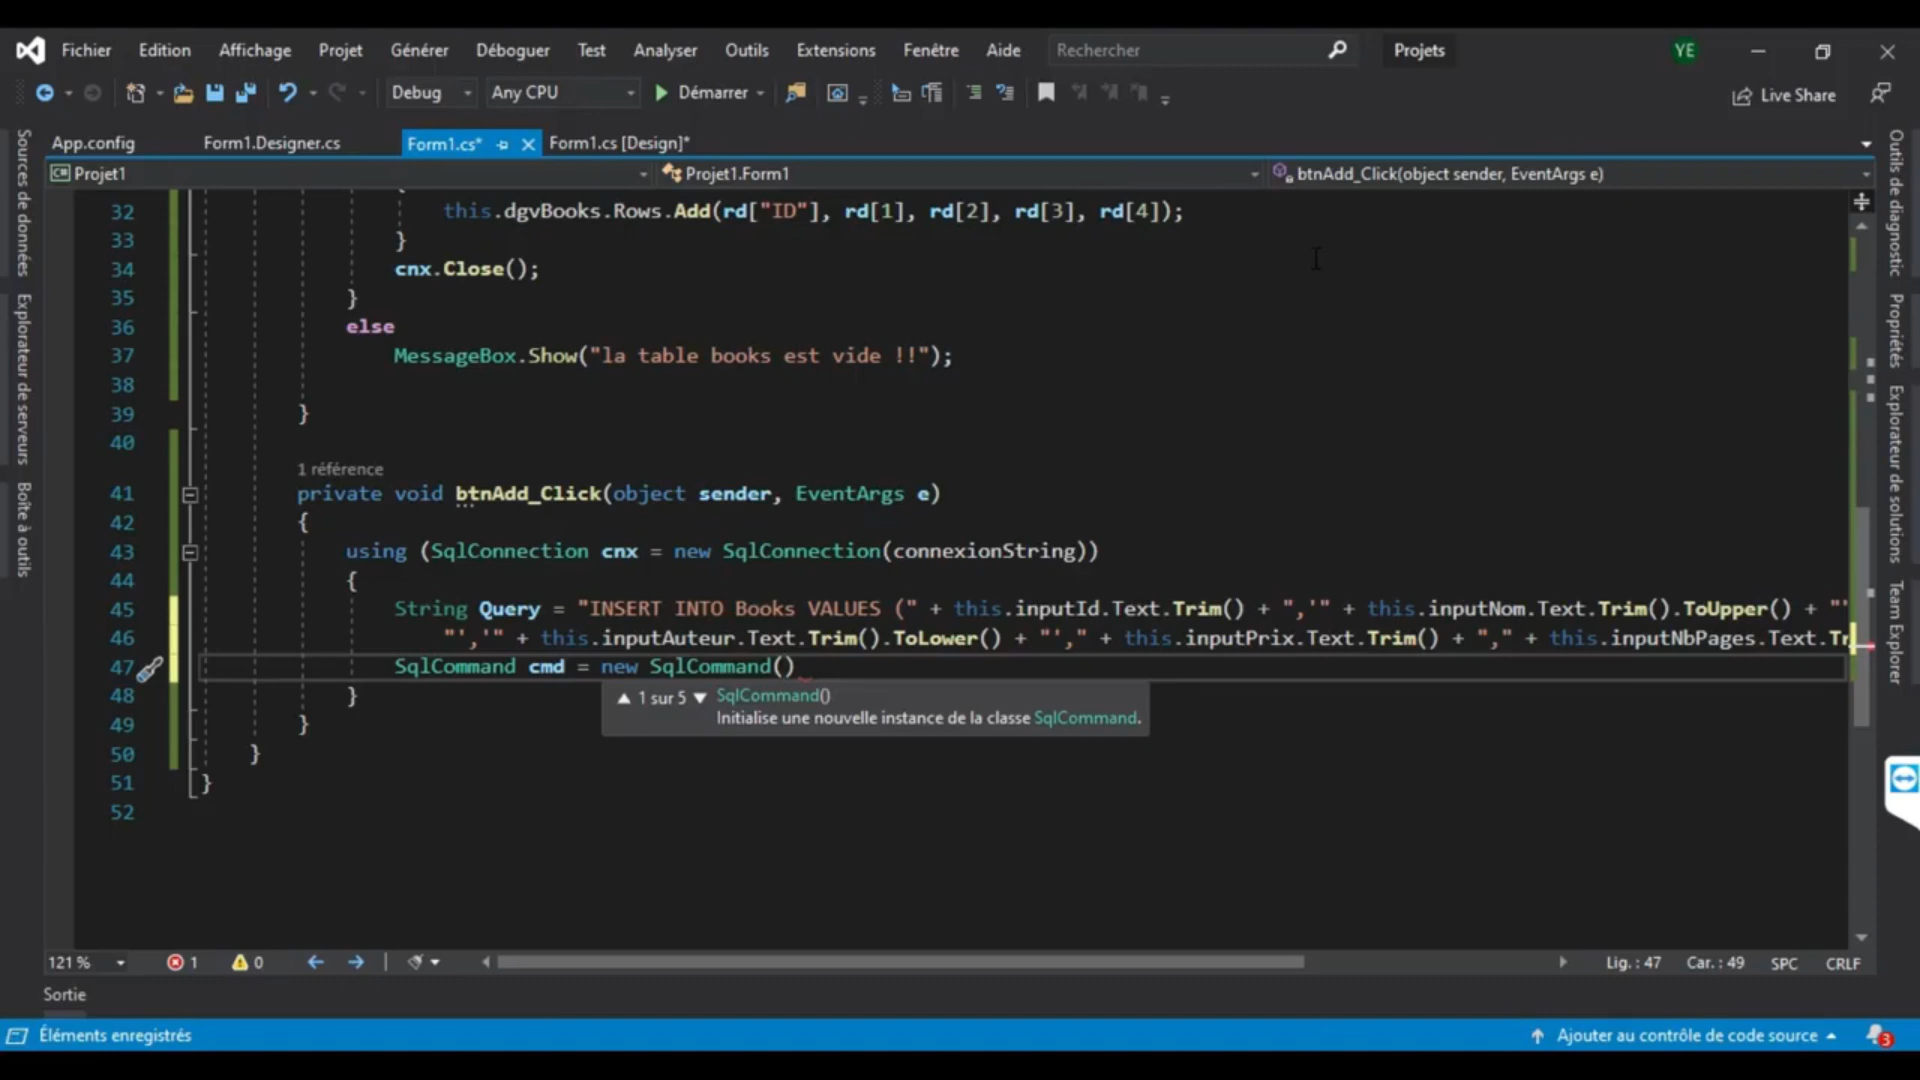 Fichier Edition Affichage Projet Générer Déboguer Test Analyser Outils Extensions Fenêtre Aide Rechercher Projets YE
Debug Any CPU Démarrer Live Share
App.config Form1.Designer.cs Form1.cs* Form1.cs [Design]*
C# Projet1 Projet1.Form1 btnAdd_Click(object sender, EventArgs e)
Sources de données
Explorateur de serveurs
Boîte à outils
32 this.dgvBooks.Rows.Add(rd["ID"], rd[1], rd[2], rd[3], rd[4]);
33 }
34 cnx.Close();
35 }
36 else
37 MessageBox.Show("la table books est vide !!");
38
39 }
40
1 référence
41 private void btnAdd_Click(object sender, EventArgs e)
42 {
43 using (SqlConnection cnx = new SqlConnection(connexionString))
44 {
45 String Query = "INSERT INTO Books VALUES (" + this.inputId.Text.Trim() + ",'" + this.inputNom.Text.Trim().ToUpper() + "'
46 "','" + this.inputAuteur.Text.Trim().ToLower() + "'," + this.inputPrix.Text.Trim() + "," + this.inputNbPages.Text.Tr
47 SqlCommand cmd = new SqlCommand()
48 }
49 }
50 }
51 }
52
1 sur 5 SqlCommand()
Initialise une nouvelle instance de la classe SqlCommand.
Outils de diagnostic
Propriétés
Explorateur de solutions
Team Explorer
121 % 1 0 Lig. : 47 Car. : 49 SPC CRLF
Sortie
Éléments enregistrés Ajouter au contrôle de code source 3